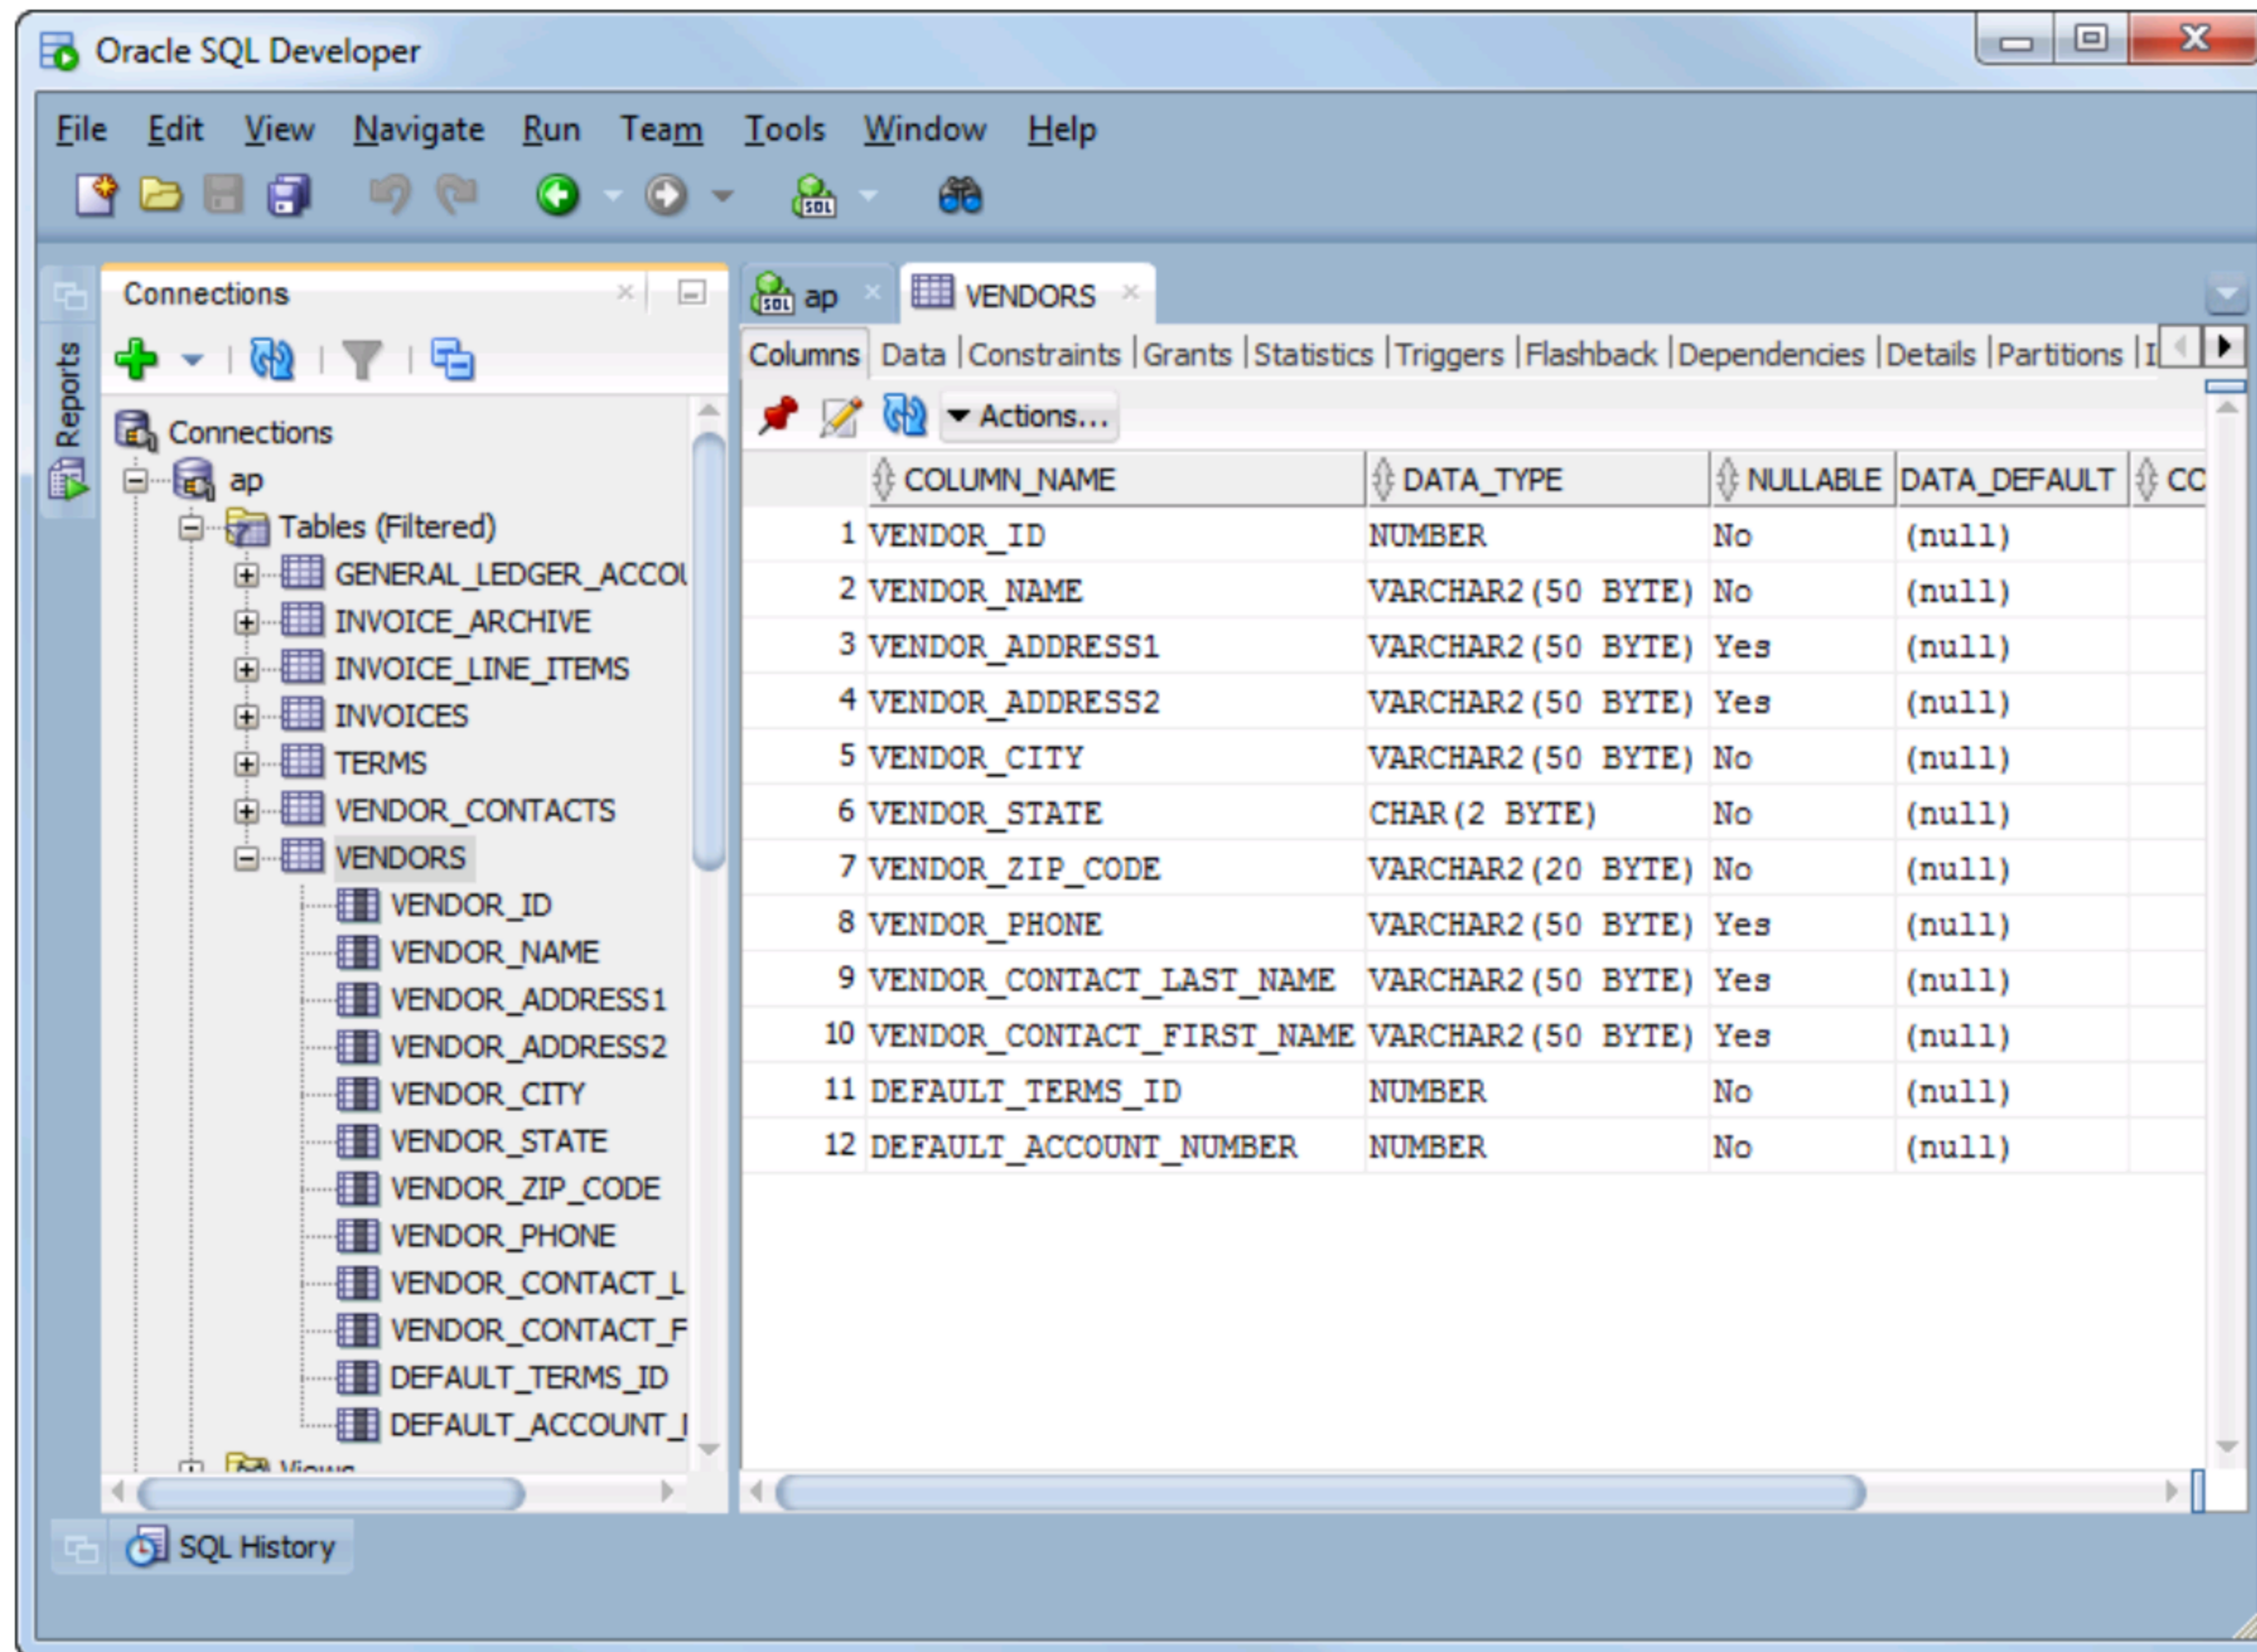 Oracle SQL Developer
File Edit View Navigate Run Team Tools Window Help
SQL
Reports
Connections
Connections
ap
Tables (Filtered)
GENERAL_LEDGER_ACCOU
INVOICE_ARCHIVE
INVOICE_LINE_ITEMS
INVOICES
TERMS
VENDOR_CONTACTS
VENDORS
VENDOR_ID
VENDOR_NAME
VENDOR_ADDRESS1
VENDOR_ADDRESS2
VENDOR_CITY
VENDOR_STATE
VENDOR_ZIP_CODE
VENDOR_PHONE
VENDOR_CONTACT_L
VENDOR_CONTACT_F
DEFAULT_TERMS_ID
DEFAULT_ACCOUNT_
Views
SQL ap VENDORS
Columns Data |Constraints |Grants |Statistics |Triggers |Flashback |Dependencies |Details |Partitions |I
Actions...
COLUMN_NAME DATA_TYPE NULLABLE DATA_DEFAULT CO
1 VENDOR_ID NUMBER No (null)
2 VENDOR_NAME VARCHAR2(50 BYTE) No (null)
3 VENDOR_ADDRESS1 VARCHAR2(50 BYTE) Yes (null)
4 VENDOR_ADDRESS2 VARCHAR2(50 BYTE) Yes (null)
5 VENDOR_CITY VARCHAR2(50 BYTE) No (null)
6 VENDOR_STATE CHAR(2 BYTE) No (null)
7 VENDOR_ZIP_CODE VARCHAR2(20 BYTE) No (null)
8 VENDOR_PHONE VARCHAR2(50 BYTE) Yes (null)
9 VENDOR_CONTACT_LAST_NAME VARCHAR2(50 BYTE) Yes (null)
10 VENDOR_CONTACT_FIRST_NAME VARCHAR2(50 BYTE) Yes (null)
11 DEFAULT_TERMS_ID NUMBER No (null)
12 DEFAULT_ACCOUNT_NUMBER NUMBER No (null)
SQL History